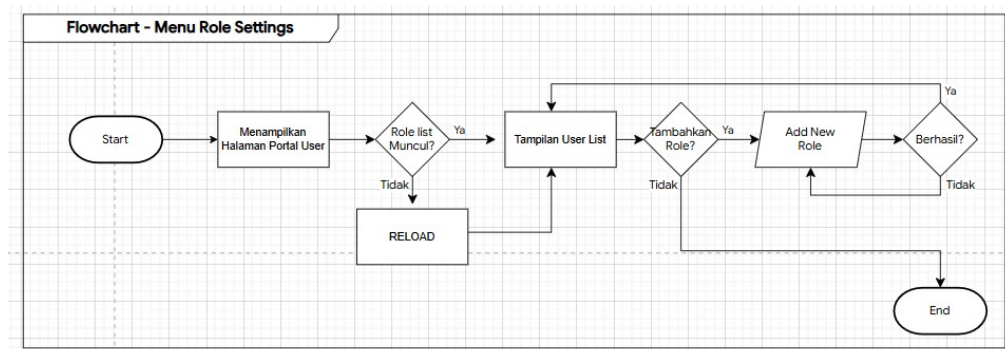 Flowchart - Menu Role Settings
Start
Menampilkan
Halaman Portal User
Role list
Muncul?
Ya
Tidak
RELOAD
Tampilan User List
Tambahkan
Role?
Ya
Tidak
Add New
Role
Berhasil?
Ya
Tidak
End